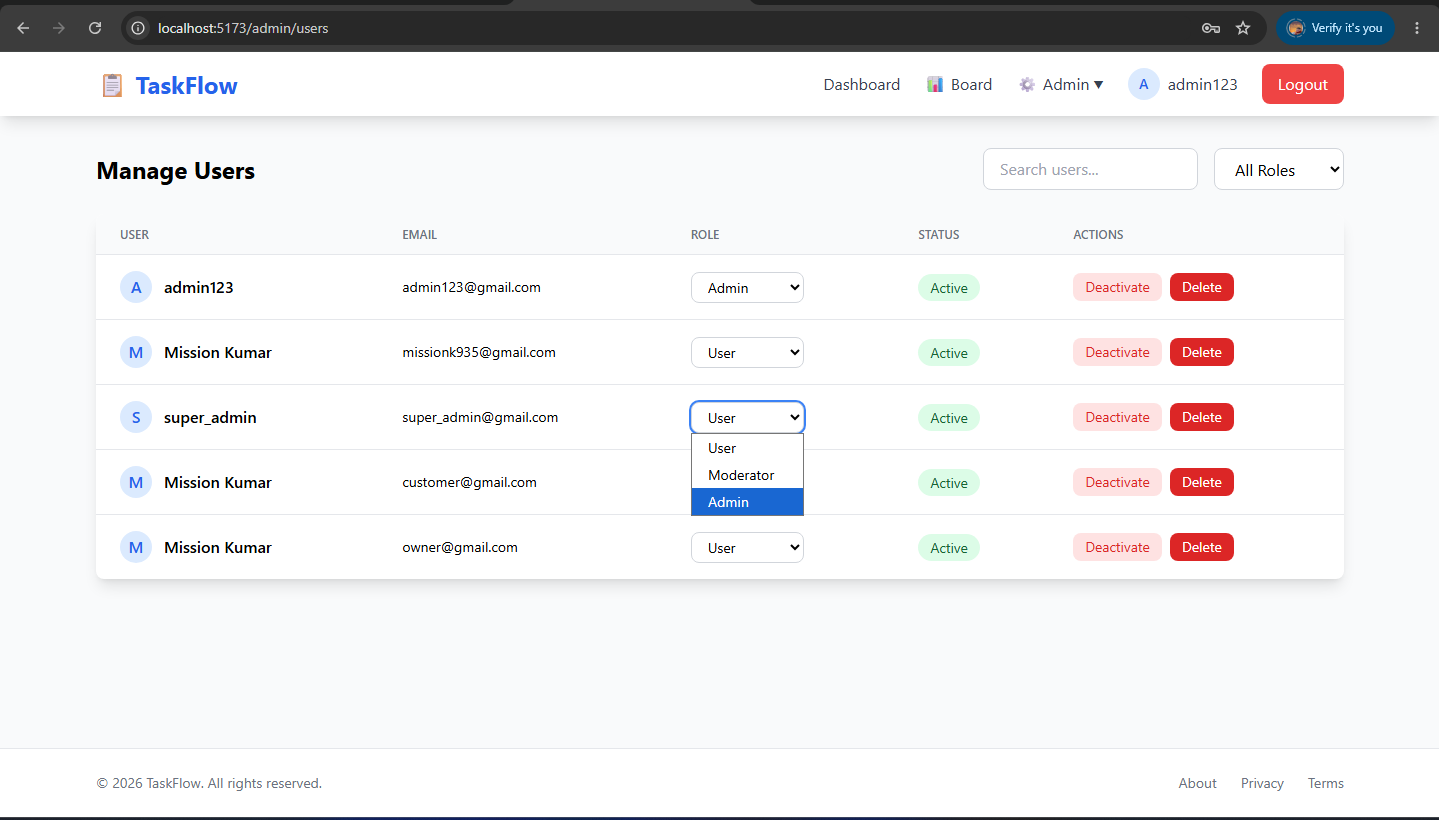 localhost:5173/admin/users
Verify it's you
TaskFlow
Dashboard
Board
Admin ▼
A
admin123
Logout
Manage Users
Search users...
All Roles
USER EMAIL ROLE STATUS ACTIONS
A admin123 admin123@gmail.com Admin Active Deactivate Delete
M Mission Kumar missionk935@gmail.com User Active Deactivate Delete
S super_admin super_admin@gmail.com User Active Deactivate Delete
User
Moderator
Admin
M Mission Kumar customer@gmail.com Active Deactivate Delete
M Mission Kumar owner@gmail.com User Active Deactivate Delete
© 2026 TaskFlow. All rights reserved.
About Privacy Terms